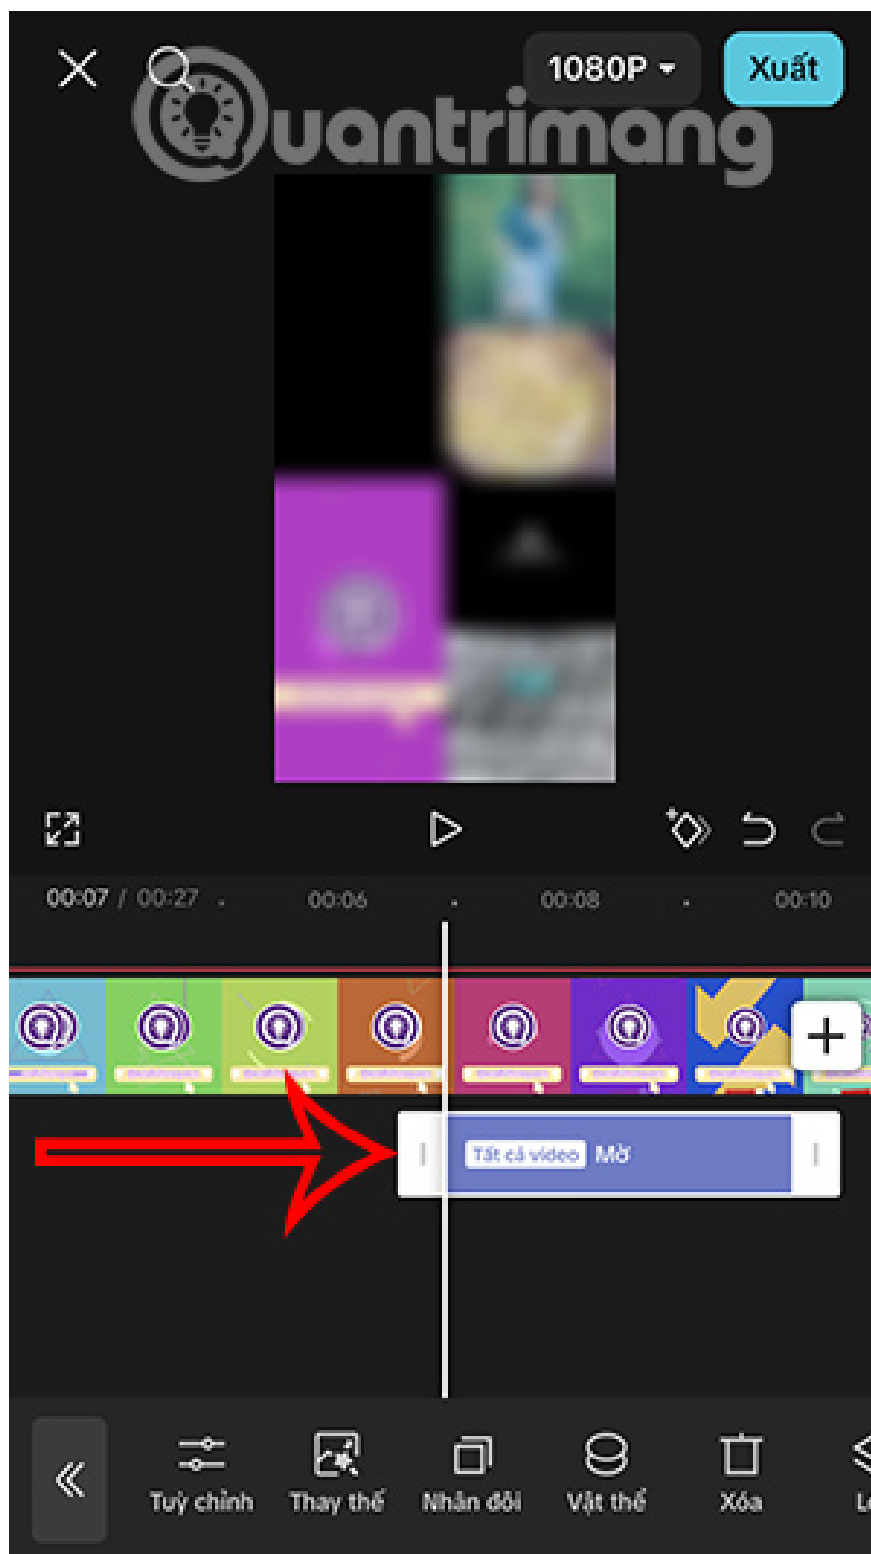 1080P
Xuất
Quantrimang
00:07 / 00:27
00:06
00:08
00:10
Tất cả video Mờ
Tuỳ chỉnh
Thay thế
Nhân đôi
Vật thể
Xóa